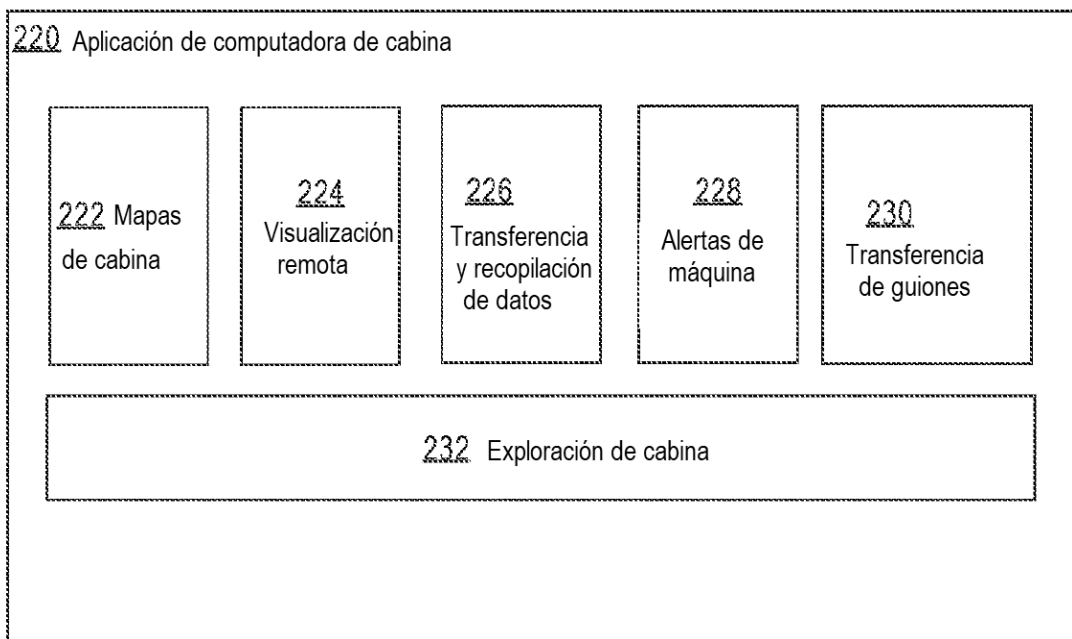 220 Aplicación de computadora de cabina
222 Mapas
de cabina
224
Visualización
remota
226
Transferencia
y recopilación
de datos
228
Alertas de
máquina
230
Transferencia
de guiones
232 Exploración de cabina